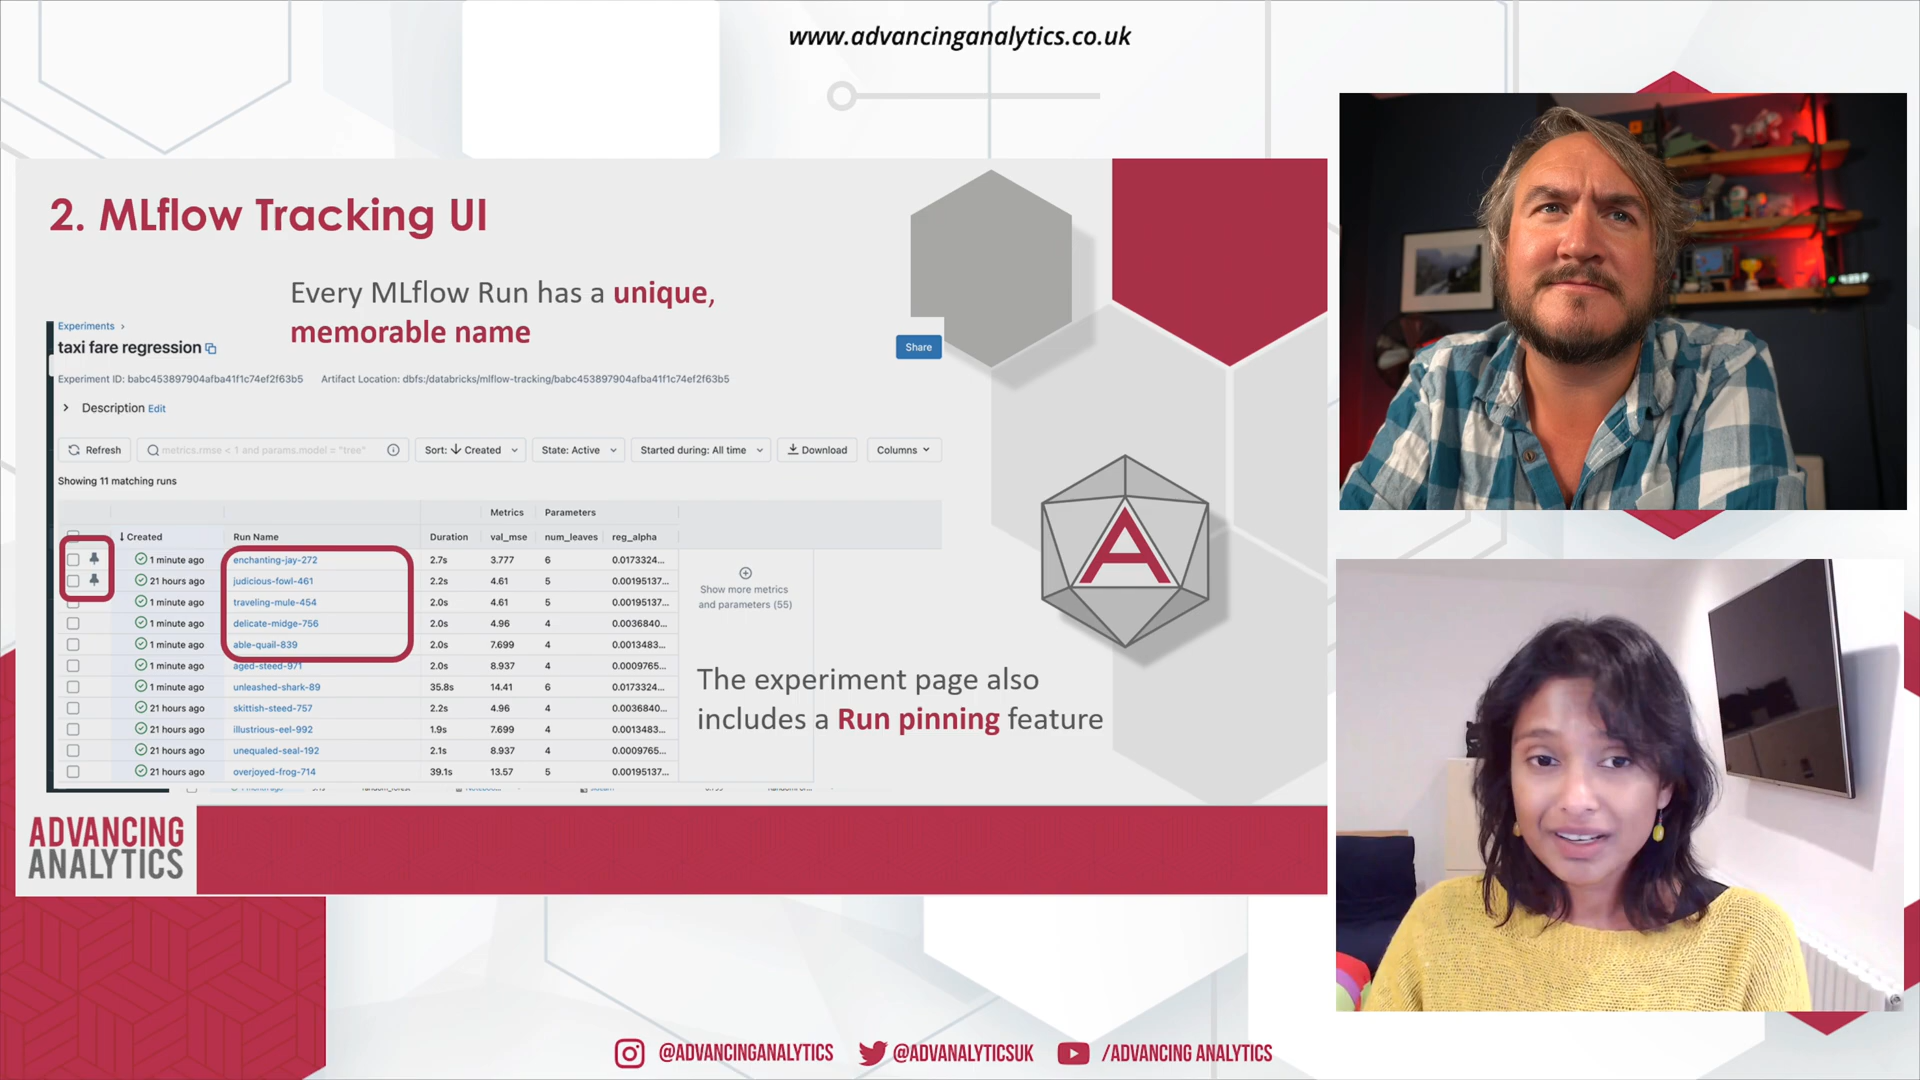 www.advancinganalytics.co.uk
2. MLflow Tracking UI
Every MLflow Run has a unique,
memorable name
Experiments ›
taxi fare regression
Share
Experiment ID: babc453897904afba41f1c74ef2f63b5 Artifact Location: dbfs:/databricks/mlflow-tracking/babc453897904afba41f1c74ef2f63b5
Description Edit
Refresh metrics.rmse < 1 and params.model = "tree" Sort: ↓ Created State: Active Started during: All time Download Columns
Showing 11 matching runs
Metrics Parameters
↓ Created Run Name Duration val_mse num_leaves reg_alpha
1 minute ago enchanting-jay-272 2.7s 3.777 6 0.0173324...
21 hours ago judicious-fowl-461 2.2s 4.61 5 0.00195137...
1 minute ago traveling-mule-454 2.0s 4.61 5 0.00195137...
1 minute ago delicate-midge-756 2.0s 4.96 4 0.0036840...
1 minute ago able-quail-839 2.0s 7.699 4 0.0013483...
1 minute ago aged-steed-971 2.0s 8.937 4 0.0009765...
1 minute ago unleashed-shark-89 35.8s 14.41 6 0.0173324...
21 hours ago skittish-steed-757 2.2s 4.96 4 0.0036840...
21 hours ago illustrious-eel-992 1.9s 7.699 4 0.0013483...
21 hours ago unequaled-seal-192 2.1s 8.937 4 0.0009765...
21 hours ago overjoyed-frog-714 39.1s 13.57 5 0.00195137...
Show more metrics
and parameters (55)
A
The experiment page also
includes a Run pinning feature
ADVANCING
ANALYTICS
@ADVANCINGANALYTICS @ADVANALYTICSUK /ADVANCING ANALYTICS